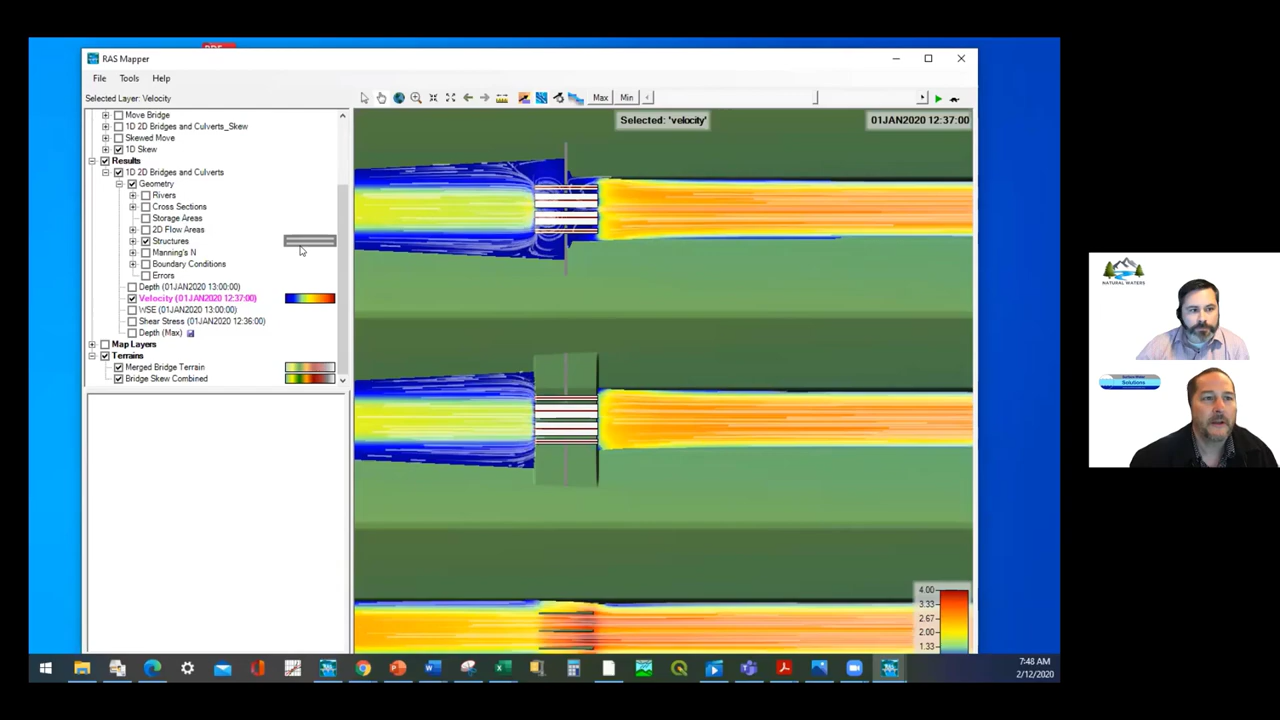 RAS Mapper
File Tools Help
Selected Layer: Velocity
Max Min
Move Bridge
1D 2D Bridges and Culverts_Skew
Skewed Move
1D Skew
Results
1D 2D Bridges and Culverts
Geometry
Rivers
Cross Sections
Storage Areas
2D Flow Areas
Structures
Manning's N
Boundary Conditions
Errors
Depth (01JAN2020 13:00:00)
Velocity (01JAN2020 12:37:00)
WSE (01JAN2020 13:00:00)
Shear Stress (01JAN2020 12:36:00)
Depth (Max)
Map Layers
Terrains
Merged Bridge Terrain
Bridge Skew Combined
Selected: 'velocity'
01JAN2020 12:37:00
4.00
3.33
2.67
2.00
1.33
NATURAL WATERS
Surface Water
Solutions
7:48 AM
2/12/2020